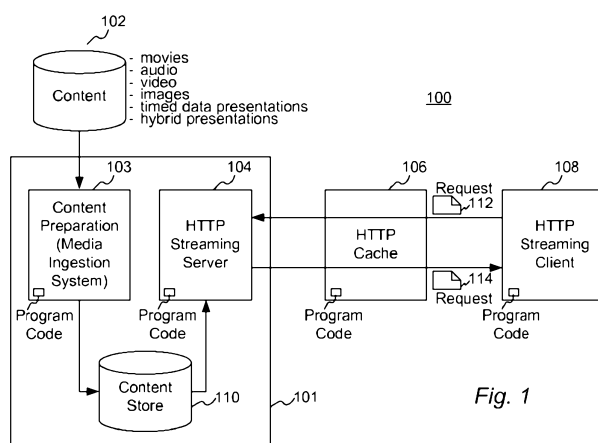 102
- movies
- audio
- video
- images
- timed data presentations
- hybrid presentations
Content
100
103
104
106
108
Content
Preparation
(Media
Ingestion
System)
HTTP
Streaming
Server
HTTP
Cache
HTTP
Streaming
Client
Request
112
114
Request
Program
Code
Program
Code
Program
Code
Program
Code
Content
Store
110
101
Fig. 1